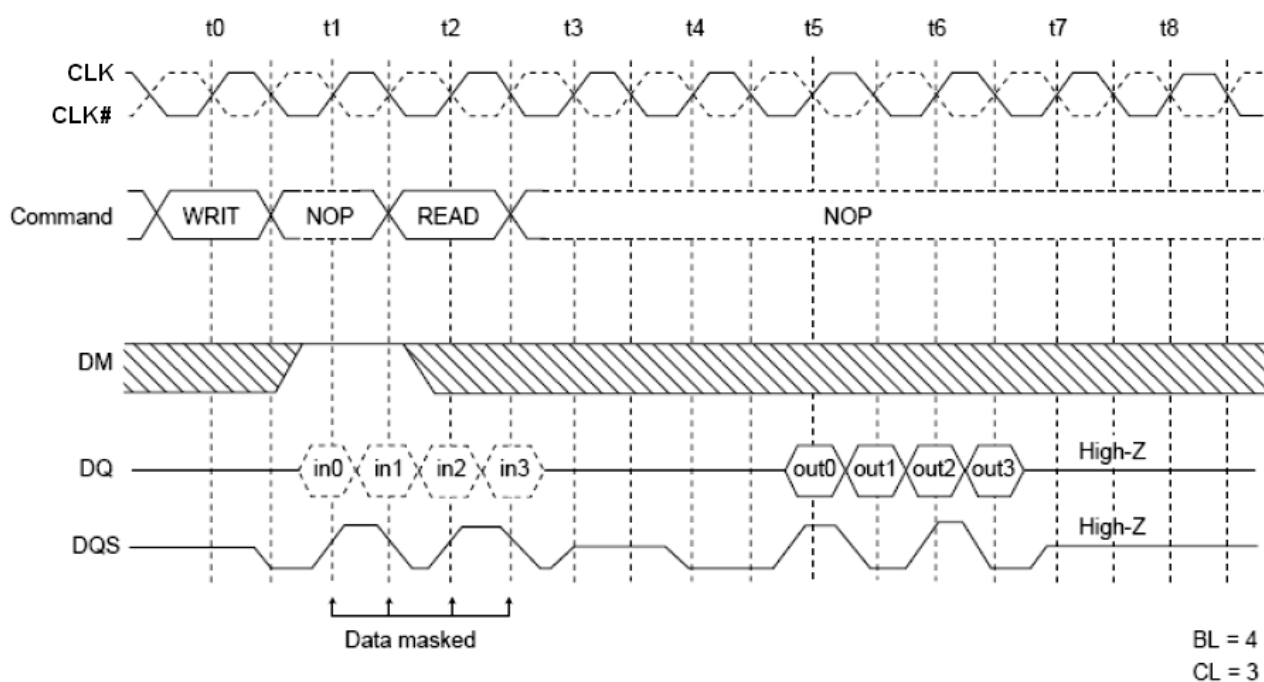 t0 t1 t2 t3 t4 t5 t6 t7 t8
CLK
CLK#
Command WRIT NOP READ NOP
DM
DQ in0 in1 in2 in3 out0 out1 out2 out3 High-Z
DQS High-Z
Data masked
BL = 4
CL = 3